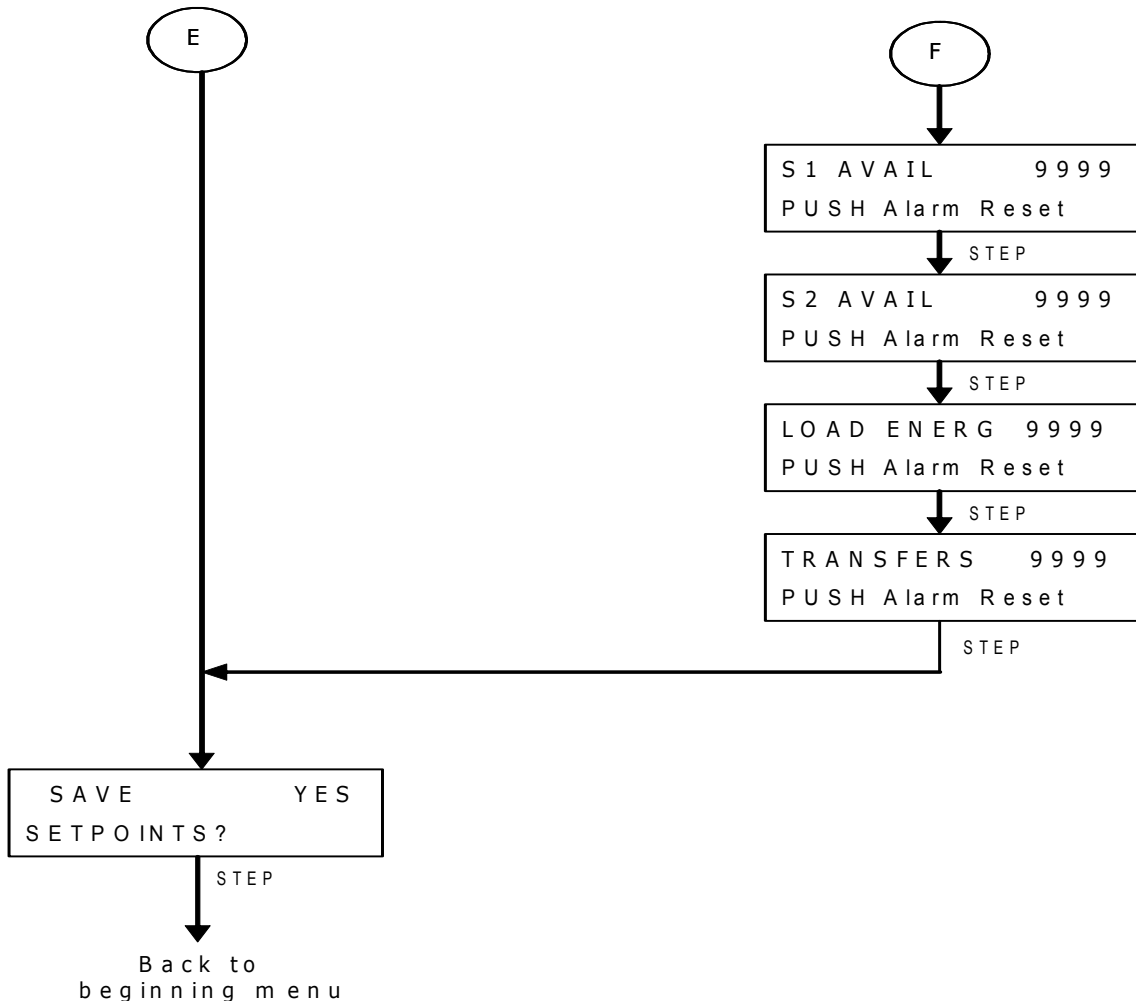 E
F
S1 AVAIL 9999
PUSH Alarm Reset
STEP
S2 AVAIL 9999
PUSH Alarm Reset
STEP
LOAD ENERG 9999
PUSH Alarm Reset
STEP
TRANSFERS 9999
PUSH Alarm Reset
STEP
SAVE YES
SETPOINTS?
STEP
Back to
beginning menu